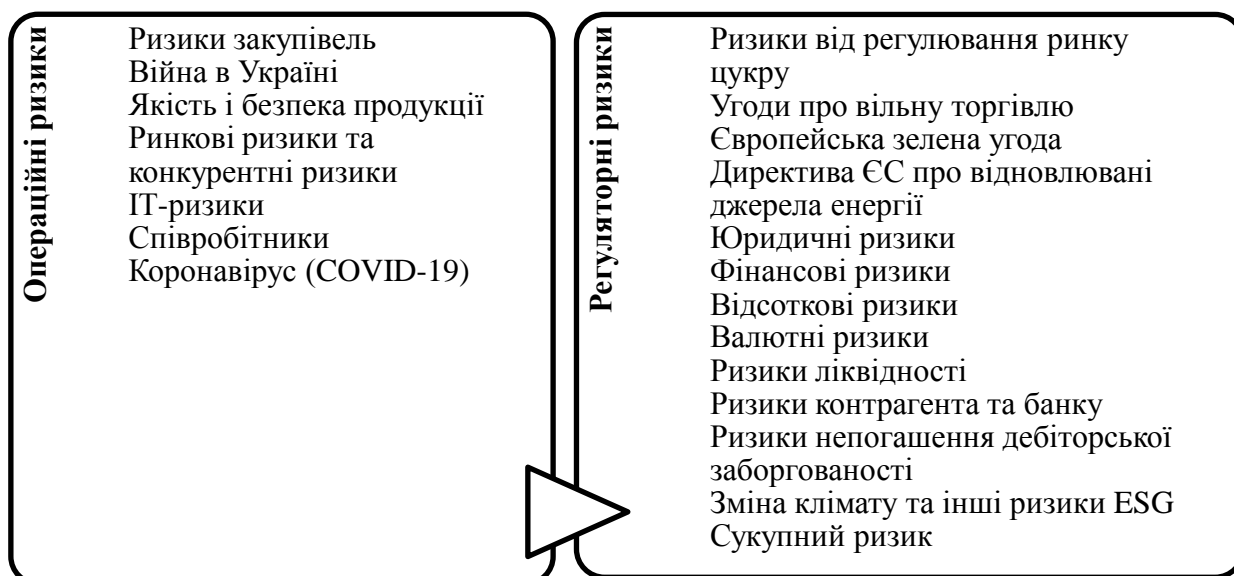 Операційні ризики
Ризики закупівель
Війна в Україні
Якість і безпека продукції
Ринкові ризики та
конкурентні ризики
ІТ-ризики
Співробітники
Коронавірус (COVID-19)
Регуляторні ризики
Ризики від регулювання ринку
цукру
Угоди про вільну торгівлю
Європейська зелена угода
Директива ЄС про відновлювані
джерела енергії
Юридичні ризики
Фінансові ризики
Відсоткові ризики
Валютні ризики
Ризики ліквідності
Ризики контрагента та банку
Ризики непогашення дебіторської
заборгованості
Зміна клімату та інші ризики ESG
Сукупний ризик